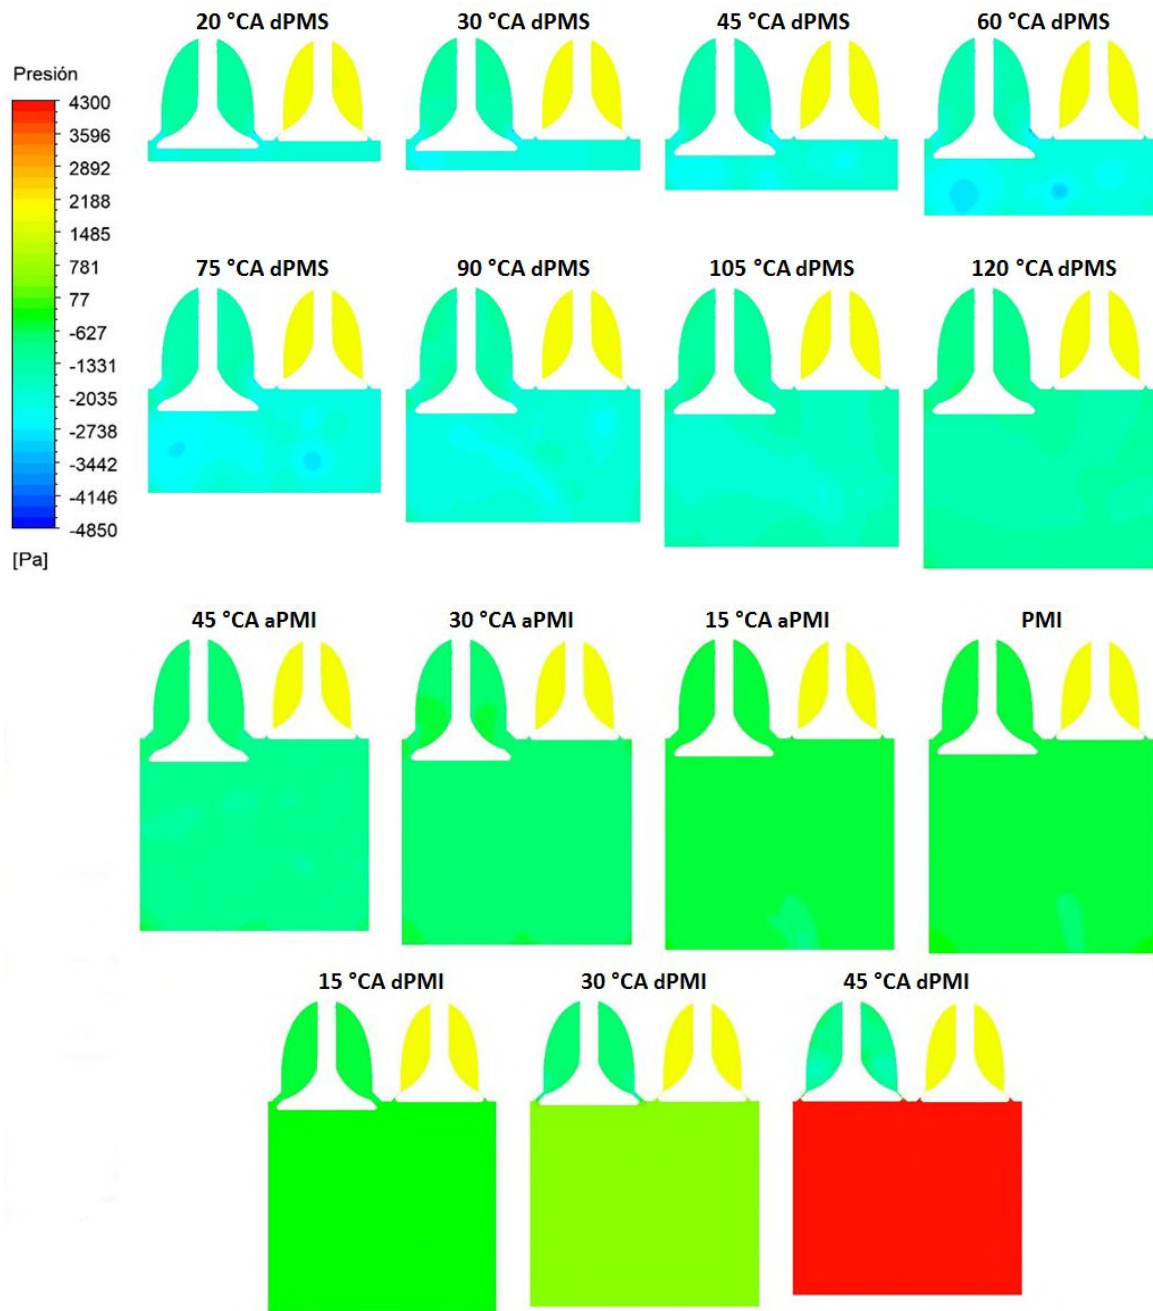 20 °CA dPMS
30 °CA dPMS
45 °CA dPMS
60 °CA dPMS
Presión
4300
3596
2892
2188
1485
781
77
-627
-1331
-2035
-2738
-3442
-4146
-4850
[Pa]
75 °CA dPMS
90 °CA dPMS
105 °CA dPMS
120 °CA dPMS
45 °CA aPMI
30 °CA aPMI
15 °CA aPMI
PMI
15 °CA dPMI
30 °CA dPMI
45 °CA dPMI